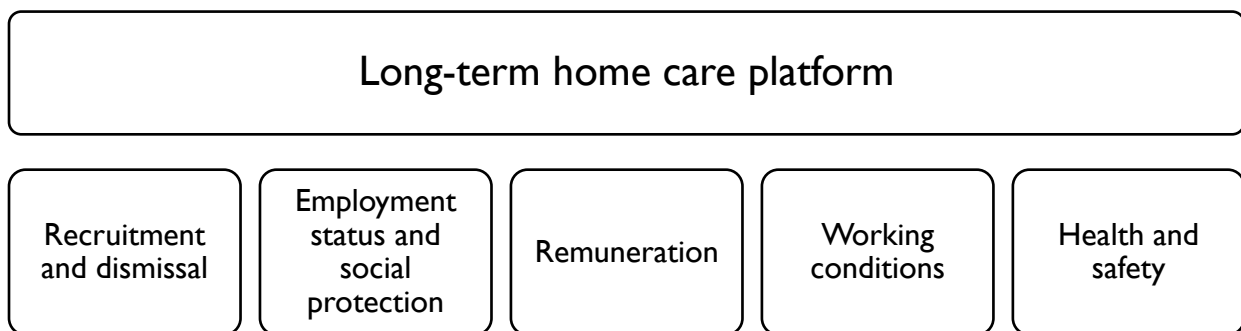 Long-term home care platform
Recruitment
and dismissal
Employment
status and
social
protection
Remuneration
Working
conditions
Health and
safety